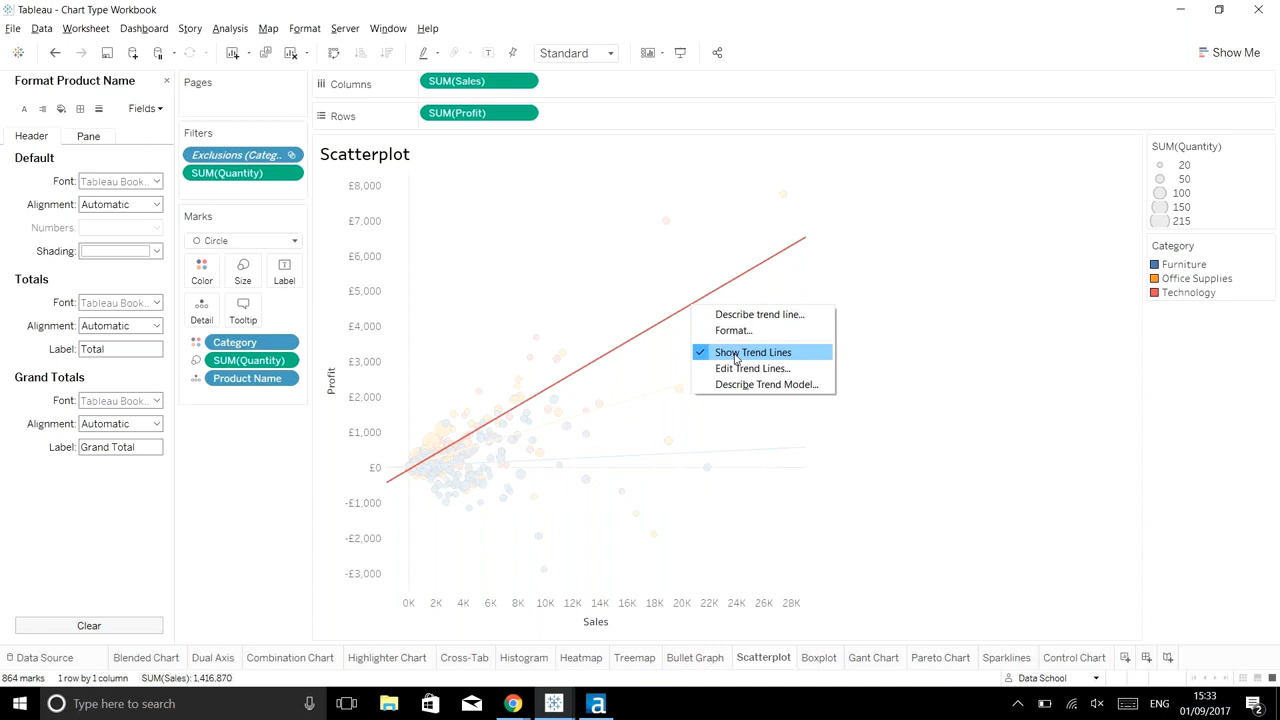 Tableau - Chart Type Workbook
File Data Worksheet Dashboard Story Analysis Map Format Server Window Help
Standard
Show Me
Format Product Name
Fields
Header Pane
Default
Font: Tableau Book...
Alignment: Automatic
Numbers:
Shading:
Totals
Font: Tableau Book...
Alignment: Automatic
Label: Total
Grand Totals
Font: Tableau Book...
Alignment: Automatic
Label: Grand Total
Clear
Pages
Filters
Exclusions (Categ..
SUM(Quantity)
Marks
Circle
Color Size Label
Detail Tooltip
Category
SUM(Quantity)
Product Name
Columns SUM(Sales)
Rows SUM(Profit)
Scatterplot
£8,000
£7,000
£6,000
£5,000
£4,000
£3,000
£2,000
£1,000
£0
-£1,000
-£2,000
-£3,000
Profit
0K 2K 4K 6K 8K 10K 12K 14K 16K 18K 20K 22K 24K 26K 28K
Sales
Describe trend line...
Format...
Show Trend Lines
Edit Trend Lines...
Describe Trend Model...
SUM(Quantity)
20
50
100
150
215
Category
Furniture
Office Supplies
Technology
Data Source Blended Chart Dual Axis Combination Chart Highlighter Chart Cross-Tab Histogram Heatmap Treemap Bullet Graph Scatterplot Boxplot Gant Chart Pareto Chart Sparklines Control Chart
864 marks 1 row by 1 column SUM(Sales): 1,416.870 Data School
Type here to search
ENG
15:33
01/09/2017
2